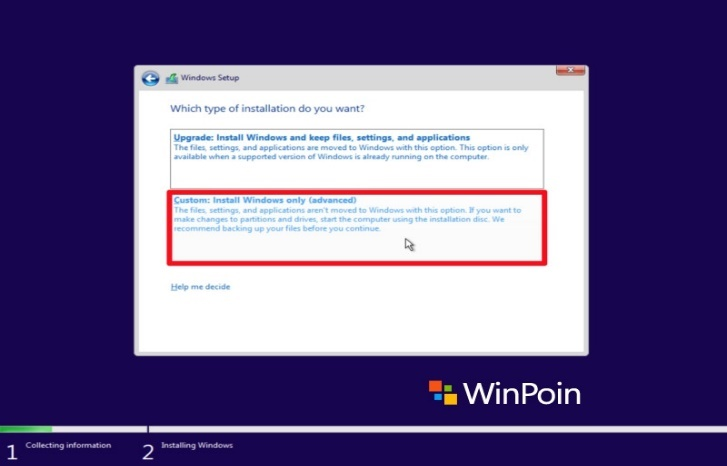 Windows Setup
Which type of installation do you want?
Upgrade: Install Windows and keep files, settings, and applications
The files, settings, and applications are moved to Windows with this option. This option is only
available when a supported version of Windows is already running on the computer.
Custom: Install Windows only (advanced)
The files, settings, and applications aren't moved to Windows with this option. If you want to
make changes to partitions and drives, start the computer using the installation disc. We
recommend backing up your files before you continue.
Help me decide
WinPoin
1 Collecting information 2 Installing Windows